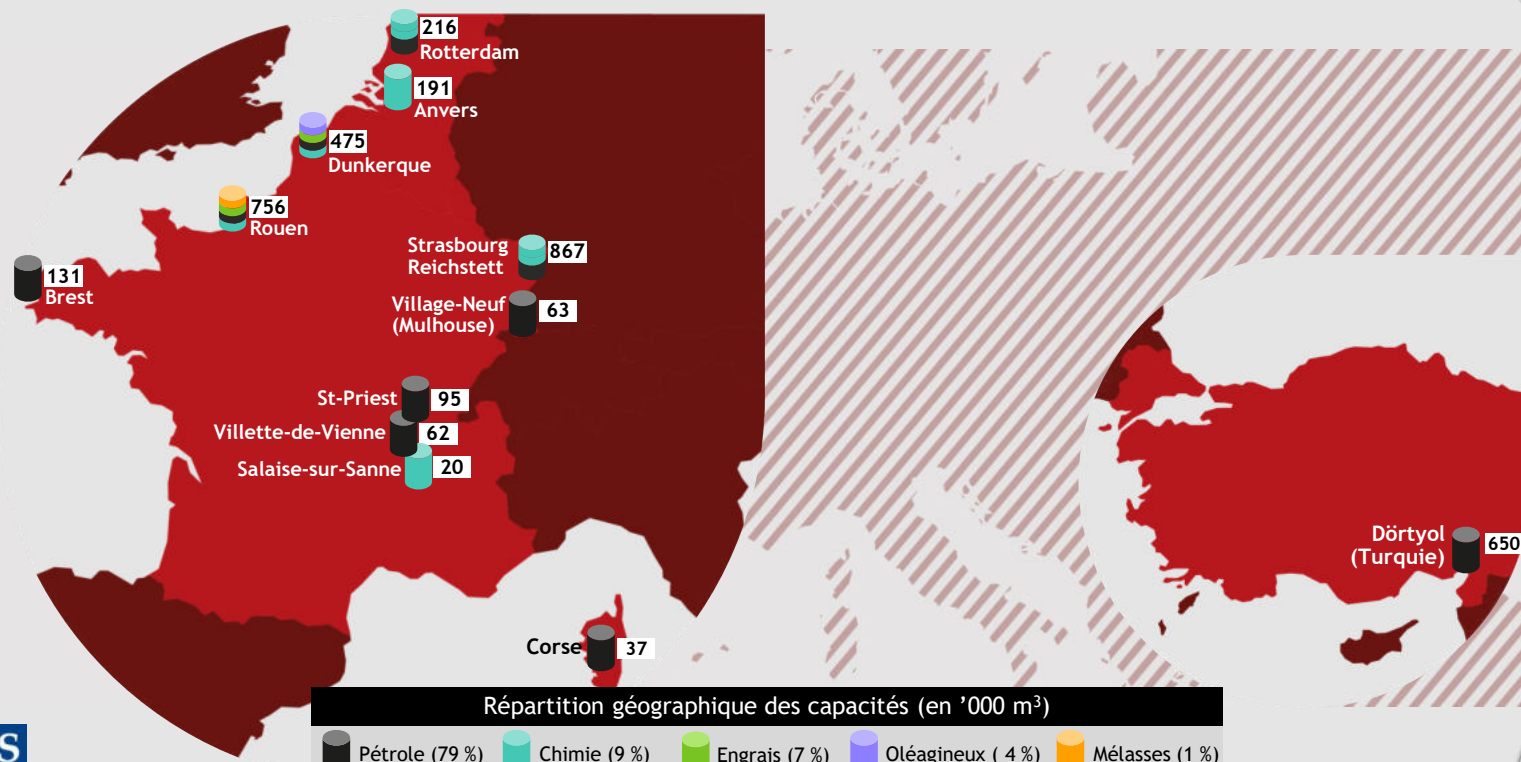 216
Rotterdam
191
Anvers
475
Dunkerque
756
Rouen
Strasbourg 867
Reichstett
131
Brest
Village-Neuf 63
(Mulhouse)
St-Priest 95
Villette-de-Vienne 62
Salaise-sur-Sanne 20
Dörtyol 650
(Turquie)
Corse 37
Répartition géographique des capacités (en ’000 m³)
Pétrole (79 %) Chimie (9 %) Engrais (7 %) Oléagineux ( 4 %) Mélasses (1 %)
S